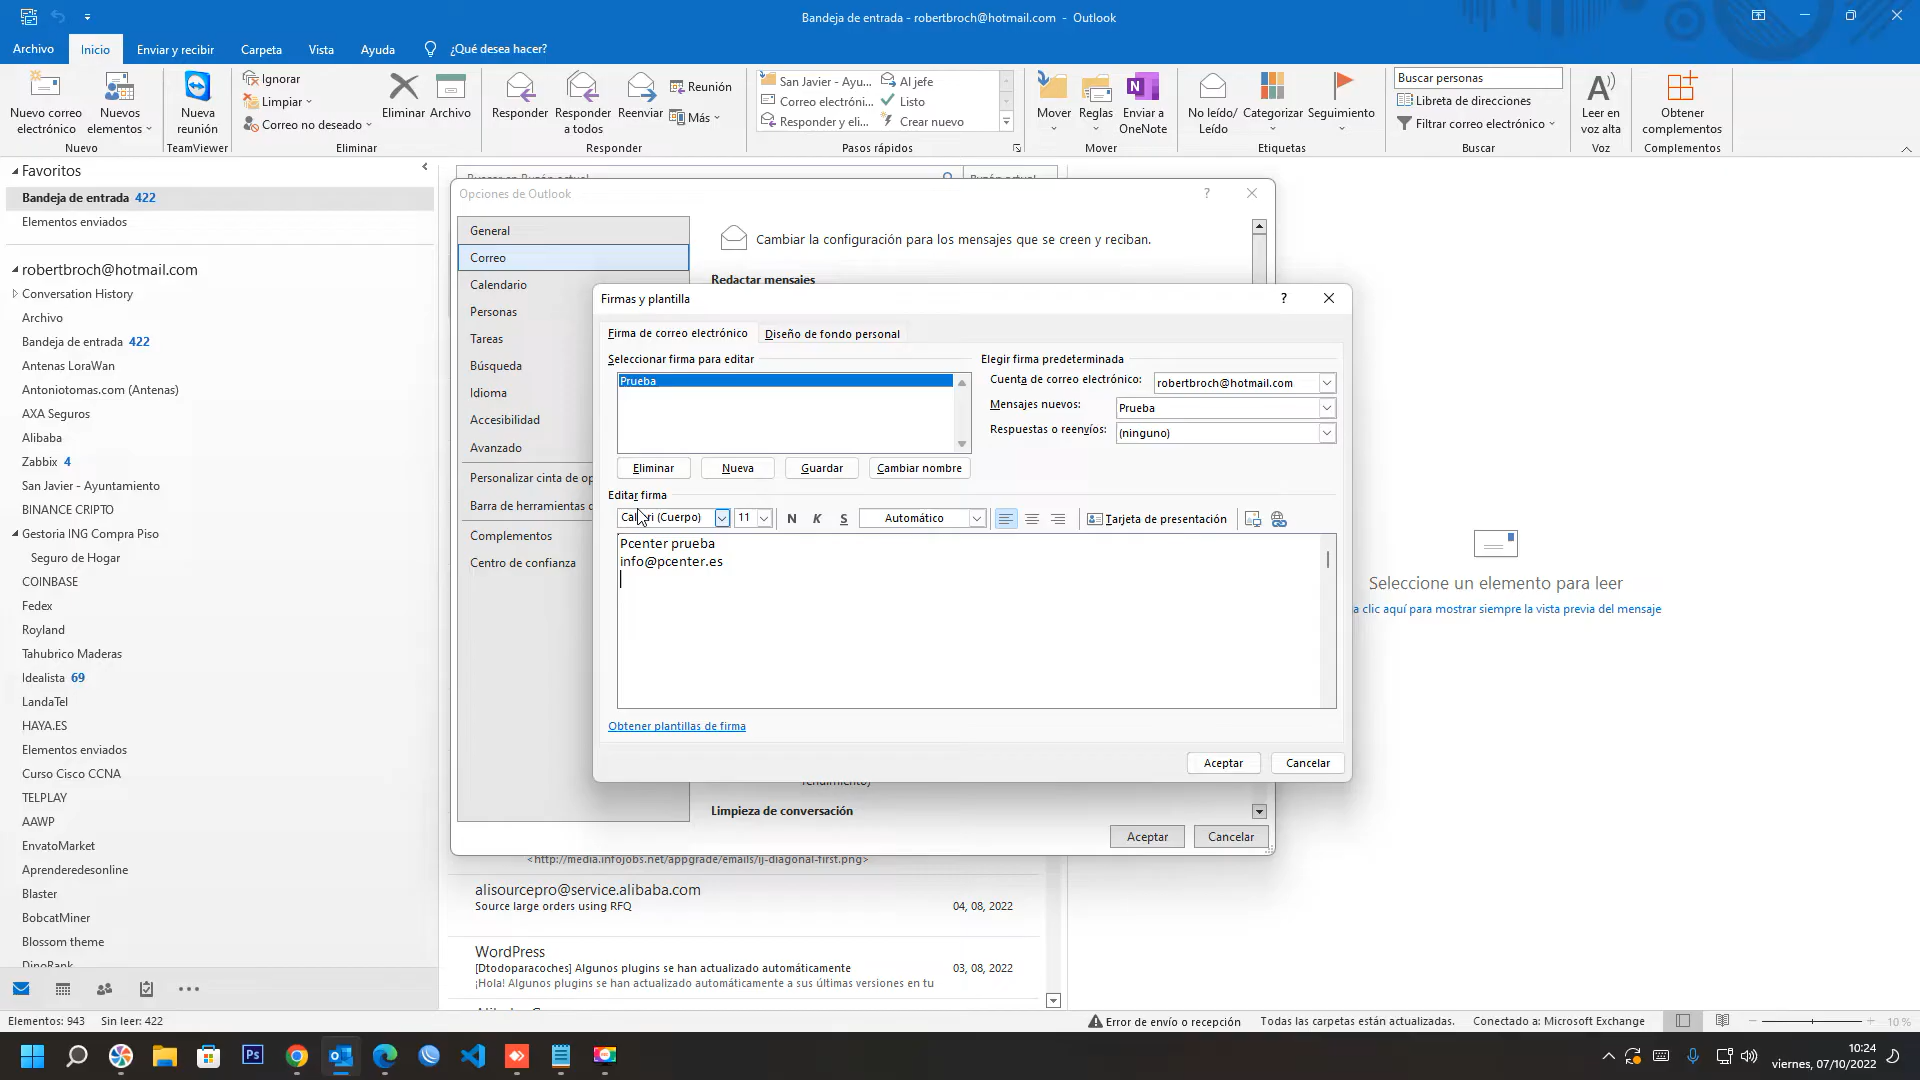 Bandeja de entrada - robertbroch@hotmail.com - Outlook
Archivo
Inicio
Enviar y recibir
Carpeta
Vista
Ayuda
¿Qué desea hacer?
Nuevo correo electrónico
Nuevos elementos
Nuevo
Nueva reunión
TeamViewer
Ignorar
Limpiar
Correo no deseado
Eliminar
Archivo
Eliminar
Responder
Responder a todos
Reenviar
Reunión
Más
Responder
San Javier - Ayu...
Correo electróni...
Responder y eli...
Al jefe
Listo
Crear nuevo
Pasos rápidos
Mover
Reglas
Enviar a OneNote
Mover
No leído/ Leído
Categorizar
Seguimiento
Etiquetas
Buscar personas
Libreta de direcciones
Filtrar correo electrónico
Buscar
Leer en voz alta
Voz
Obtener complementos
Complementos
Favoritos
Bandeja de entrada 422
Elementos enviados
robertbroch@hotmail.com
Conversation History
Archivo
Bandeja de entrada 422
Antenas LoraWan
Antoniotomas.com (Antenas)
AXA Seguros
Alibaba
Zabbix 4
San Javier - Ayuntamiento
BINANCE CRIPTO
Gestoria ING Compra Piso
Seguro de Hogar
COINBASE
Fedex
Royland
Tahubrico Maderas
Idealista 69
LandaTel
HAYA.ES
Elementos enviados
Curso Cisco CCNA
TELPLAY
AAWP
EnvatoMarket
Aprenderedesonline
Blaster
BobcatMiner
Blossom theme
DinoRank
Opciones de Outlook
General
Correo
Calendario
Personas
Tareas
Búsqueda
Idioma
Accesibilidad
Avanzado
Personalizar cinta de op
Barra de herramientas d
Complementos
Centro de confianza
Cambiar la configuración para los mensajes que se creen y reciban.
Redactar mensajes
Firmas y plantilla
Firma de correo electrónico
Diseño de fondo personal
Seleccionar firma para editar
Prueba
Eliminar
Nueva
Guardar
Cambiar nombre
Elegir firma predeterminada
Cuenta de correo electrónico: robertbroch@hotmail.com
Mensajes nuevos: Prueba
Respuestas o reenvíos: (ninguno)
Editar firma
(Cuerpo)
11
N
K
S
Automático
Tarjeta de presentación
Pcenter prueba
info@pcenter.es
Obtener plantillas de firma
Aceptar
Cancelar
rendimiento)
Limpieza de conversación
Aceptar
Cancelar
<http://media.infojobs.net/appgrade/emails/ij-diagonal-first.png>
alisourcepro@service.alibaba.com
Source large orders using RFQ
04, 08, 2022
WordPress
[Dtodoparacoches] Algunos plugins se han actualizado automáticamente
03, 08, 2022
¡Hola! Algunos plugins se han actualizado automáticamente a sus últimas versiones en tu
Seleccione un elemento para leer
a clic aquí para mostrar siempre la vista previa del mensaje
Elementos: 943
Sin leer: 422
Error de envío o recepción
Todas las carpetas están actualizadas.
Conectado a: Microsoft Exchange
10 %
Ps
10:24
viernes, 07/10/2022